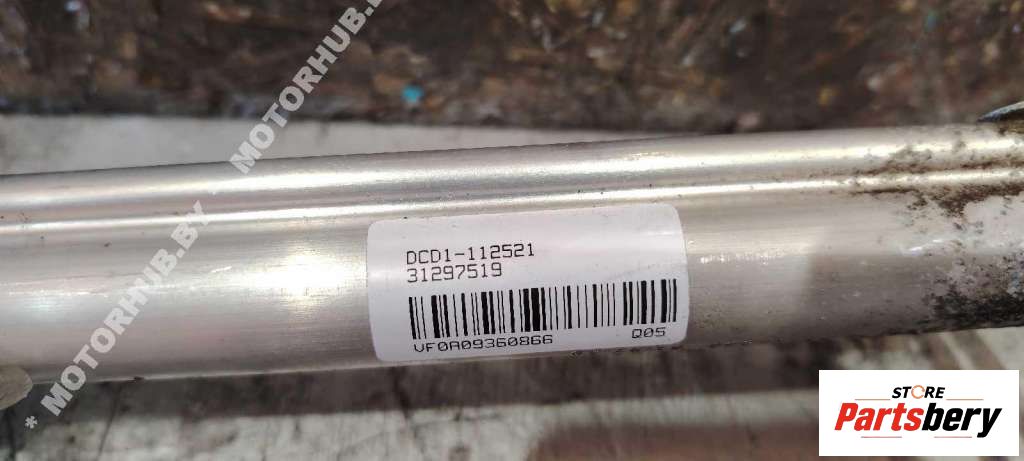 * MOTORHUB.BY * MOTORHUB.BY
DCD1-112521
31297519
VF0A09360866 Q05
STORE
Partsbery